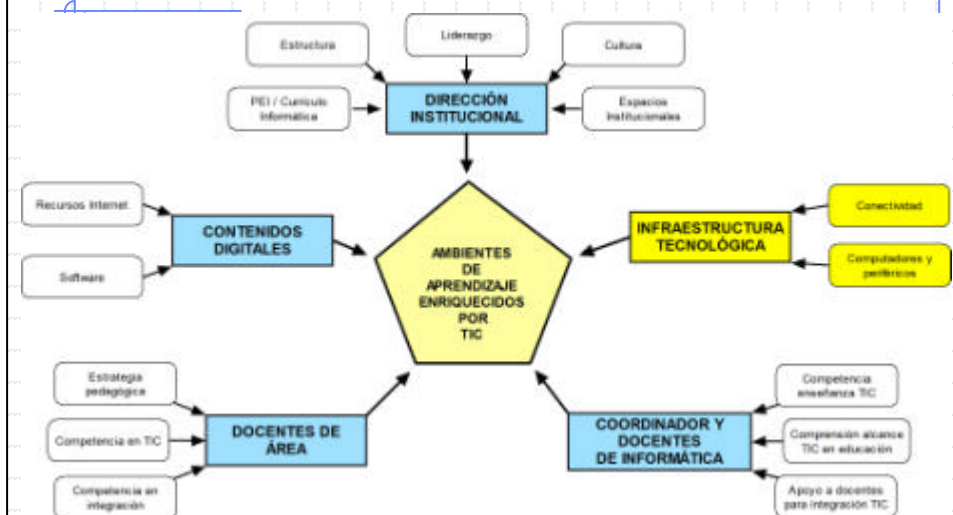 Estructura
Liderazgo
Cultura
PEI / Currículo
Informática
DIRECCIÓN
INSTITUCIONAL
Espacios
Institucionales
Recursos Internet
Software
CONTENIDOS
DIGITALES
AMBIENTES
DE
APRENDIZAJE
ENRIQUECIDOS
POR
TIC
INFRAESTRUCTURA
TECNOLÓGICA
Conectividad
Computadores y
periféricos
Estrategia
pedagógica
Competencia en TIC
Competencia en
integración
DOCENTES DE
ÁREA
COORDINADOR Y
DOCENTES
DE INFORMÁTICA
Competencia
enseñanza TIC
Comprensión alcance
TIC en educación
Apoyo a docentes
para integración TIC